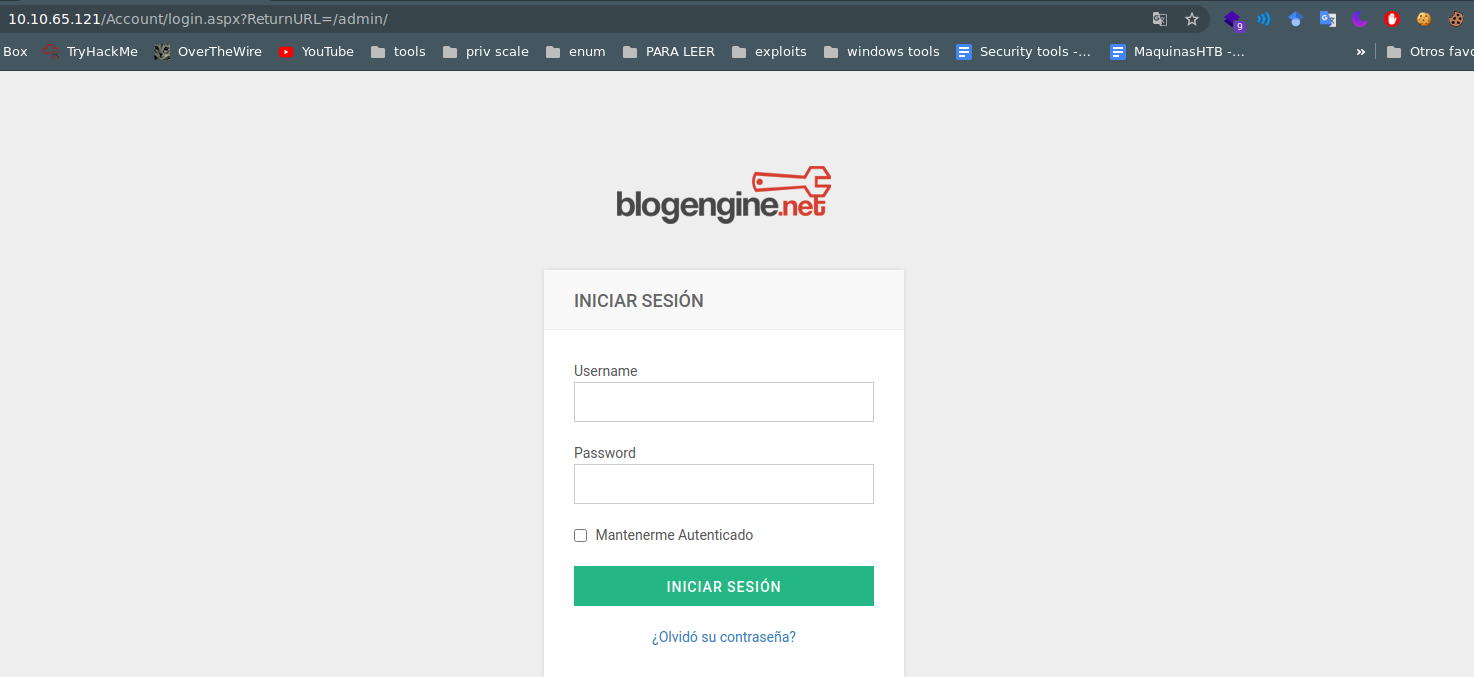 10.10.65.121/Account/login.aspx?ReturnURL=/admin/
9
Box TryHackMe OverTheWire YouTube tools priv scale enum PARA LEER exploits windows tools Security tools -... MaquinasHTB -... » Otros favo
blogengine.net
INICIAR SESIÓN
Username
Password
Mantenerme Autenticado
INICIAR SESIÓN
¿Olvidó su contraseña?